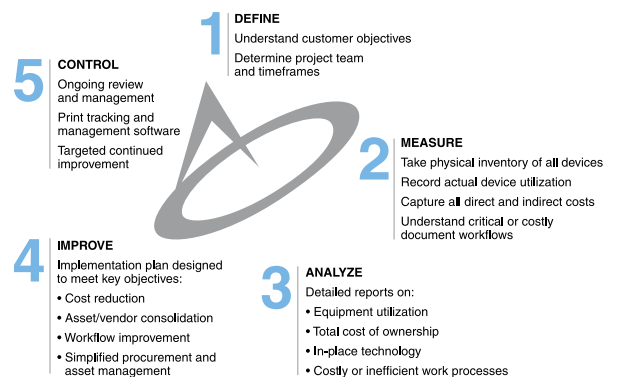 1
DEFINE
Understand customer objectives
Determine project team
and timeframes
2
MEASURE
Take physical inventory of all devices
Record actual device utilization
Capture all direct and indirect costs
Understand critical or costly
document workflows
3
ANALYZE
Detailed reports on:
• Equipment utilization
• Total cost of ownership
• In-place technology
• Costly or inefficient work processes
4
IMPROVE
Implementation plan designed
to meet key objectives:
• Cost reduction
• Asset/vendor consolidation
• Workflow improvement
• Simplified procurement and
asset management
5
CONTROL
Ongoing review
and management
Print tracking and
management software
Targeted continued
improvement